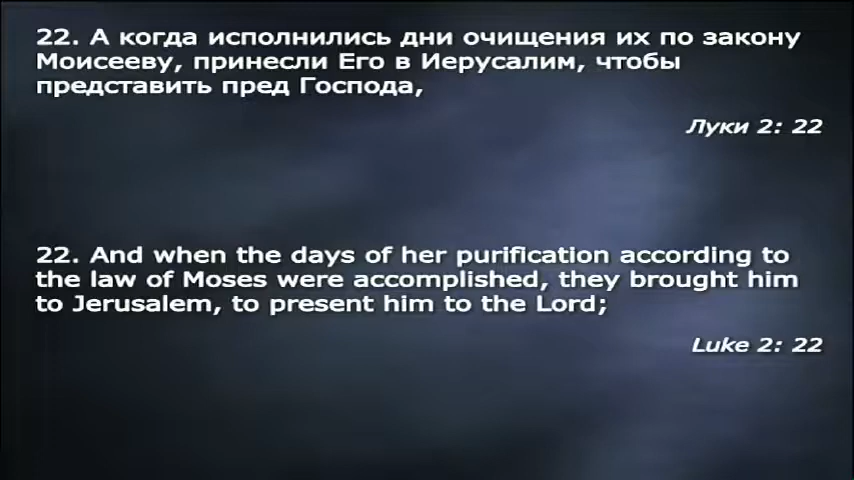 22. А когда исполнились дни очищения их по закону
Моисееву, принесли Его в Иерусалим, чтобы
представить пред Господа,
Луки 2: 22
22. And when the days of her purification according to
the law of Moses were accomplished, they brought him
to Jerusalem, to present him to the Lord;
Luke 2: 22